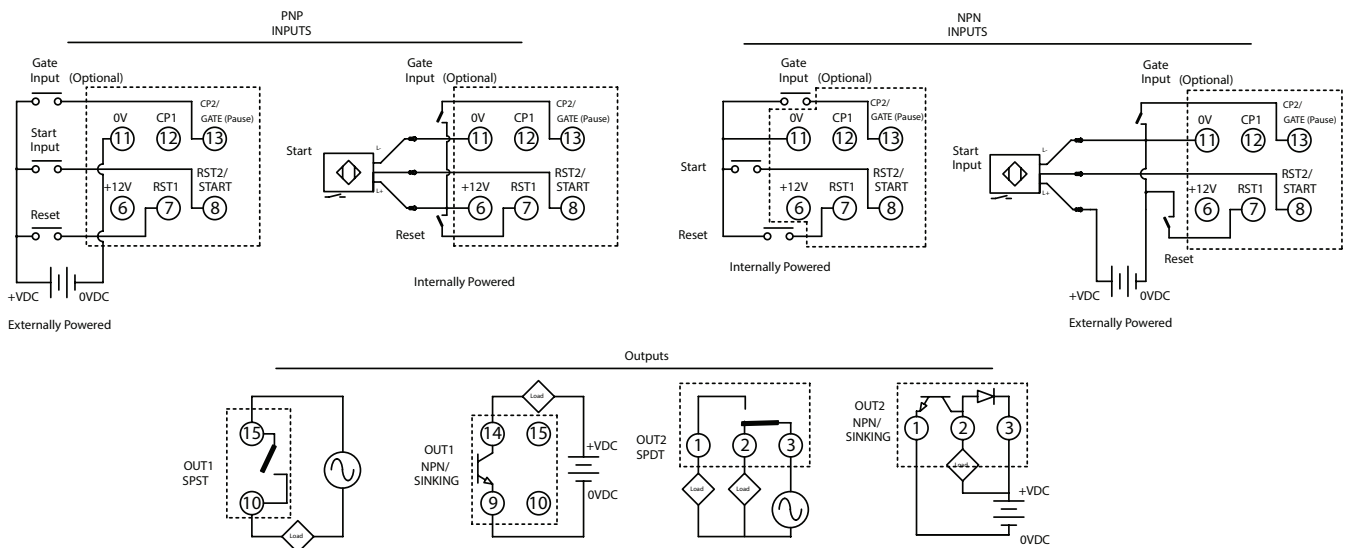 PNP
INPUTS
Gate
Input (Optional)
0V
CP1
CP2/
GATE (Pause)
11
12
13
Start
Input
+12V
RST1
RST2/
START
6
7
8
Reset
+VDC
0VDC
Externally Powered
Gate
Input (Optional)
0V
CP1
CP2/
GATE (Pause)
11
12
13
Start
L-
L+
+12V
RST1
RST2/
START
6
7
8
Reset
Internally Powered
NPN
INPUTS
Gate
Input (Optional)
0V
CP1
CP2/
GATE (Pause)
11
12
13
Start
+12V
RST1
RST2/
START
6
7
8
Reset
Internally Powered
Gate
Input (Optional)
0V
CP1
CP2/
GATE (Pause)
11
12
13
Start
Input
L-
L+
+12V
RST1
RST2/
START
6
7
8
Reset
+VDC
0VDC
Externally Powered
Outputs
15
OUT1
SPST
10
Load
Load
14
15
OUT1
NPN/
SINKING
+VDC
0VDC
9
10
OUT2
SPDT
1
2
3
Load
Load
OUT2
NPN/
SINKING
1
2
3
Load
+VDC
0VDC